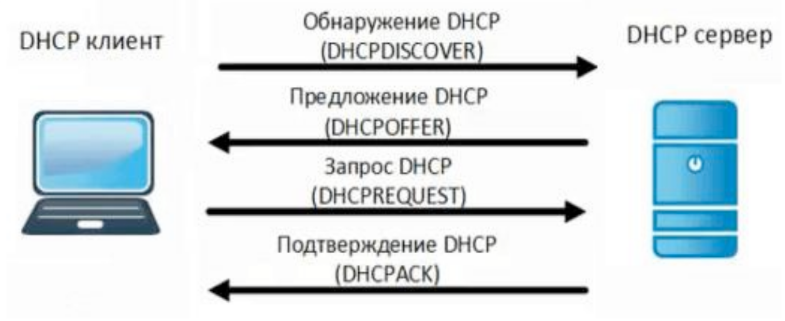 DHCP клиент
Обнаружение DHCP
(DHCPDISCOVER)
DHCP сервер
Предложение DHCP
(DHCPOFFER)
Запрос DHCP
(DHCPREQUEST)
Подтверждение DHCP
(DHCPACK)